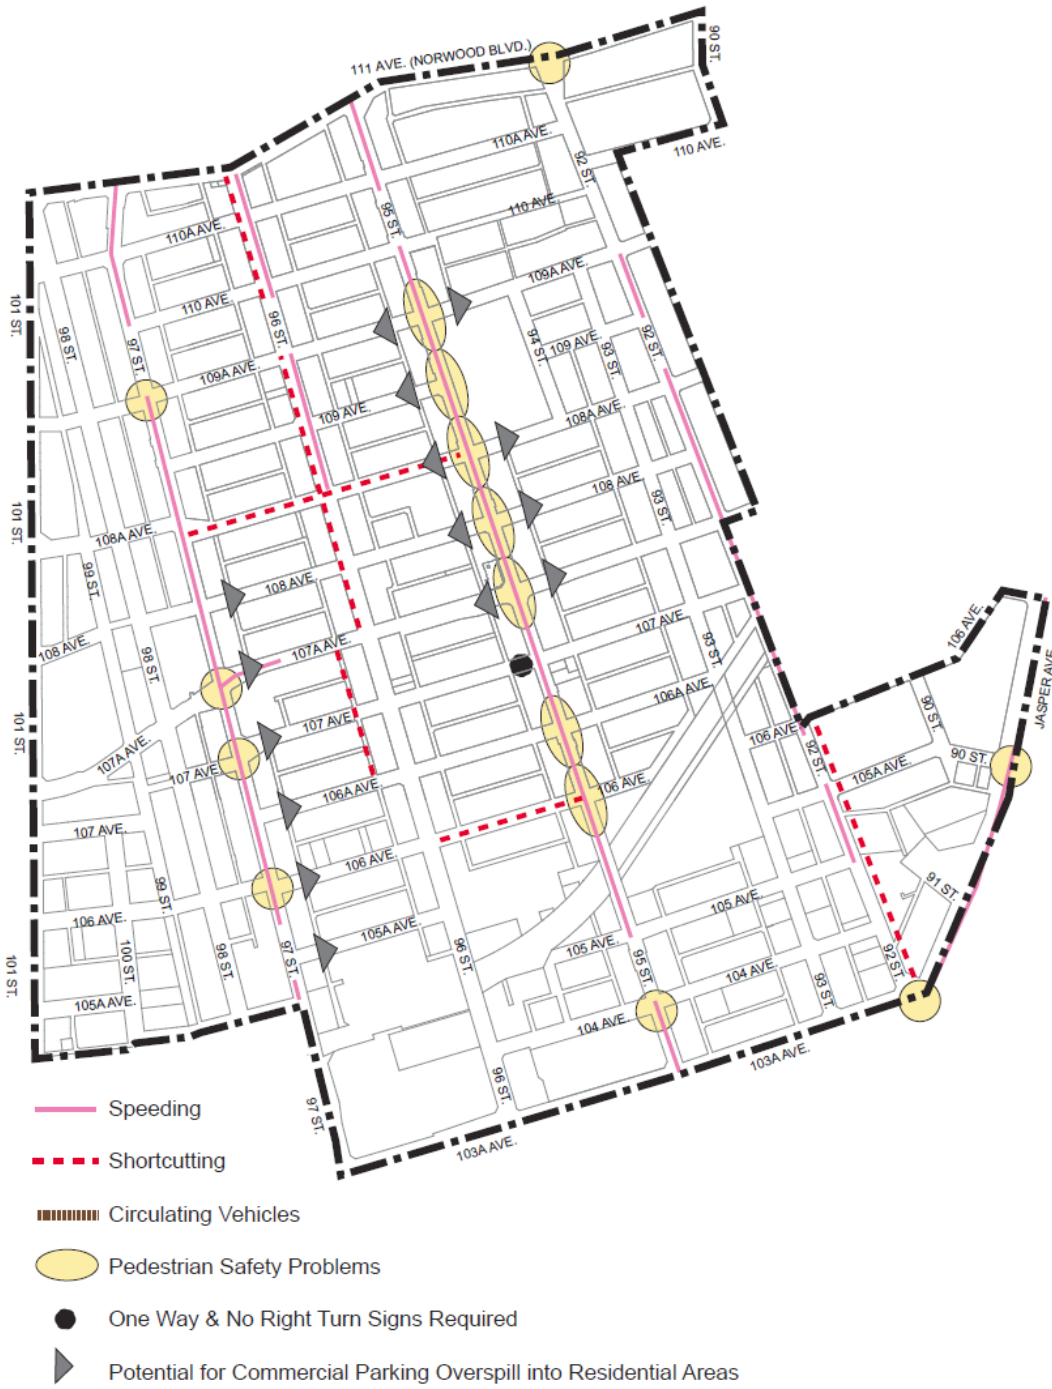 111 AVE. (NORWOOD BLVD.)
90 ST.
110A AVE.
110 AVE.
92 ST.
110 AVE.
95 ST.
110A AVE.
109A AVE.
101 ST.
110 AVE.
96 ST.
98 ST.
97 ST.
94 ST.
109 AVE.
93 ST.
92 ST.
109A AVE.
109 AVE.
108A AVE.
101 ST.
108 AVE.
93 ST.
108A AVE.
99 ST.
108 AVE.
107 AVE.
93 ST.
106 AVE.
108 AVE.
98 ST.
107A AVE.
JASPER AVE.
106A AVE.
90 ST.
101 ST.
107 AVE.
106 AVE.
92 ST.
107A AVE.
107 AVE.
90 ST.
105A AVE.
106A AVE.
106 AVE.
107 AVE.
106 AVE.
99 ST.
91 ST.
105 AVE.
106 AVE.
105A AVE.
101 ST.
100 ST.
98 ST.
97 ST.
96 ST.
105 AVE.
95 ST.
104 AVE.
93 ST.
92 ST.
105A AVE.
104 AVE.
103A AVE.
96 ST.
97 ST.
103A AVE.
Speeding
Shortcutting
Circulating Vehicles
Pedestrian Safety Problems
One Way & No Right Turn Signs Required
Potential for Commercial Parking Overspill into Residential Areas